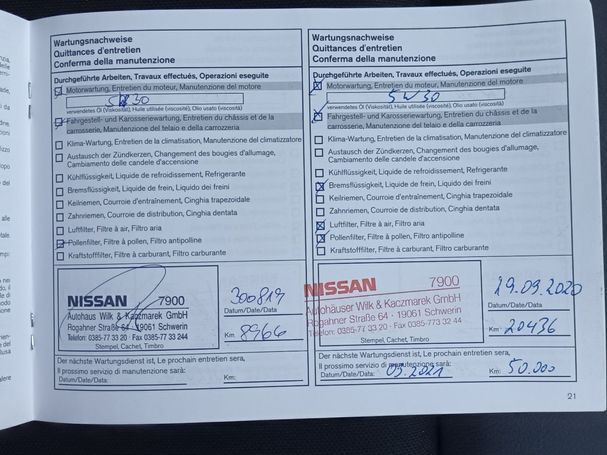 Wartungsnachweise
Quittances d'entretien
Conferma della manutenzione
Durchgeführte Arbeiten, Travaux effectués, Operazioni eseguite
Motorwartung, Entretien du moteur, Manutenzione del motore
5W30
verwendetes Öl (Viskosität), Huile utilisée (viscosité), Olio usato (viscosità)
Fahrgestell- und Karosseriewartung, Entretien du châssis et de la
carrosserie, Manutenzione del telaio e della carrozzeria
Klima-Wartung, Entretien de la climatisation, Manutenzione del climatizzatore
Austausch der Zündkerzen, Changement des bougies d'allumage,
Cambiamento delle candele d'accensione
Kühlflüssigkeit, Liquide de refroidissement, Refrigerante
Bremsflüssigkeit, Liquide de frein, Liquido dei freini
Keilriemen, Courroie d'entraînement, Cinghia trapezoidale
Zahnriemen, Courroie de distribution, Cinghia dentata
Luftfilter, Filtre à air, Filtro aria
Pollenfilter, Filtre à pollen, Filtro antipolline
Kraftstofffilter, Filtre à carburant, Filtro carburante
NISSAN 7900
Autohäuser Wilk & Kaczmarek GmbH
Rogahner Straße 64 19061 Schwerin
Telefon: 0385-77 33 20 · Fax 0385-77 33 244
Stempel, Cachet, Timbro
300819
Datum/Date/Data
Km 8966
Der nächste Wartungsdienst ist, Le prochain entretien sera,
Il prossimo servizio di manutenzione sarà:
Datum/Date/Data: Km:
Wartungsnachweise
Quittances d'entretien
Conferma della manutenzione
Durchgeführte Arbeiten, Travaux effectués, Operazioni eseguite
Motorwartung, Entretien du moteur, Manutenzione del motore
5W30
verwendetes Öl (Viskosität), Huile utilisée (viscosité), Olio usato (viscosità)
Fahrgestell- und Karosseriewartung, Entretien du châssis et de la
carrosserie, Manutenzione del telaio e della carrozzeria
Klima-Wartung, Entretien de la climatisation, Manutenzione del climatizzatore
Austausch der Zündkerzen, Changement des bougies d'allumage,
Cambiamento delle candele d'accensione
Kühlflüssigkeit, Liquide de refroidissement, Refrigerante
Bremsflüssigkeit, Liquide de frein, Liquido dei freini
Keilriemen, Courroie d'entraînement, Cinghia trapezoidale
Zahnriemen, Courroie de distribution, Cinghia dentata
Luftfilter, Filtre à air, Filtro aria
Pollenfilter, Filtre à pollen, Filtro antipolline
Kraftstofffilter, Filtre à carburant, Filtro carburante
NISSAN 7900
Autohäuser Wilk & Kaczmarek GmbH
Rogahner Straße 64 · 19061 Schwerin
Telefon: 0385-77 33 20 · Fax 0385-773 32 44
Stempel, Cachet, Timbro
29.09.2020
Datum/Date/Data
Km 20436
Der nächste Wartungsdienst ist, Le prochain entretien sera,
Il prossimo servizio di manutenzione sarà:
Datum/Date/Data: 09.2021 Km: 50.000
21